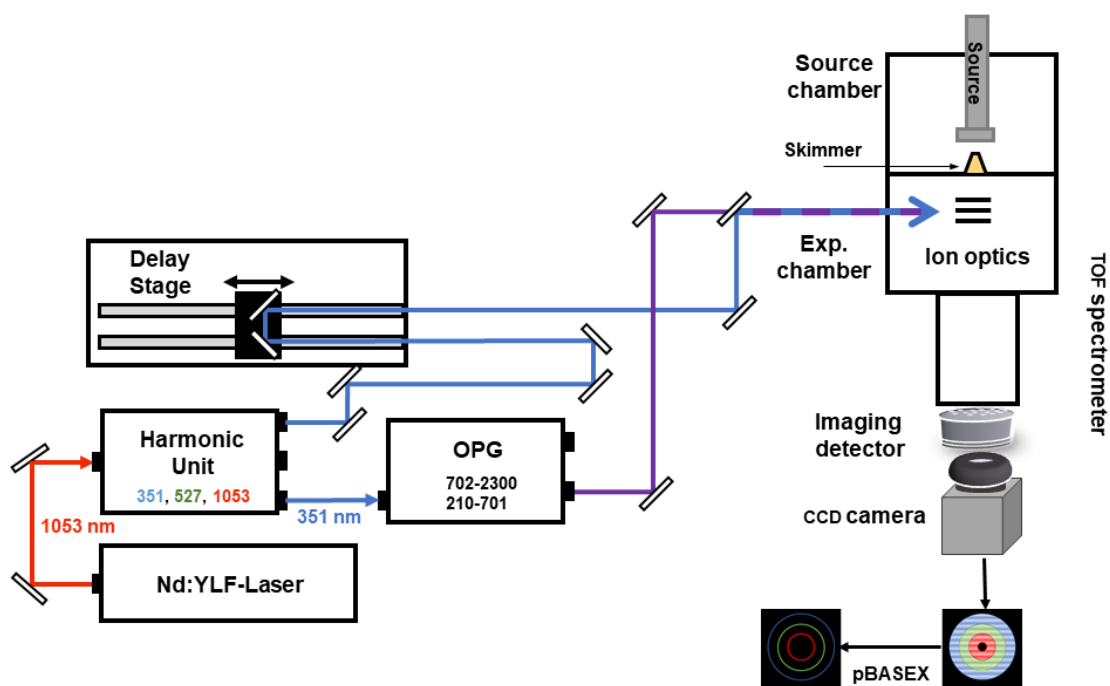 Source
Source
chamber
Skimmer
Exp.
chamber
Ion optics
TOF spectrometer
Delay
Stage
Harmonic
Unit
351, 527, 1053
1053 nm
351 nm
OPG
702-2300
210-701
Nd:YLF-Laser
Imaging
detector
CCD camera
pBASEX